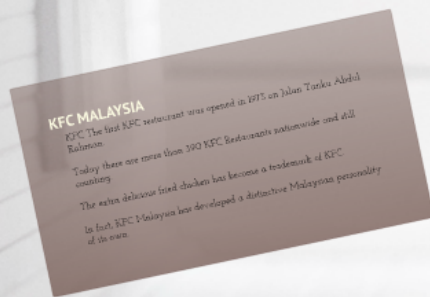 KFC MALAYSIA
KFC The first KFC restaurant was opened in 1973 on Jalan Tunku Abdul
Rahman.
Today there are more than 390 KFC Restaurants nationwide and still
counting.
The extra delicious fried chicken has become a trademark of KFC.
In fact, KFC Malaysia has developed a distinctive Malaysian personality
of its own.